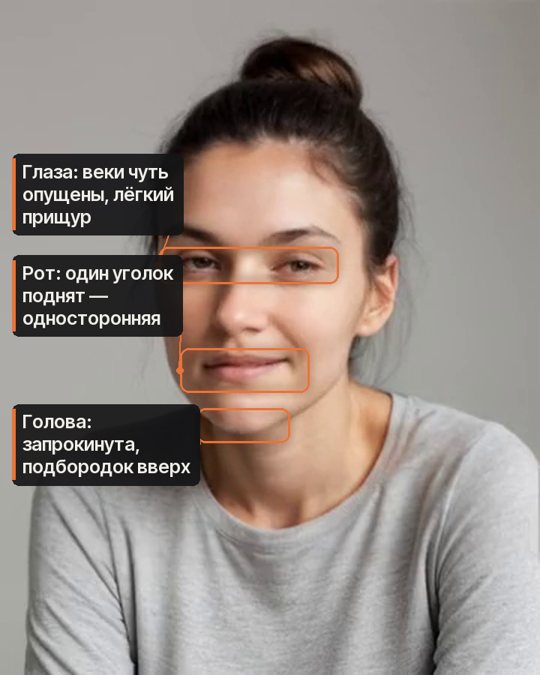 Глаза: веки чуть
опущены, лёгкий
прищур
Рот: один уголок
поднят —
односторонняя
Голова:
запрокинута,
подбородок вверх